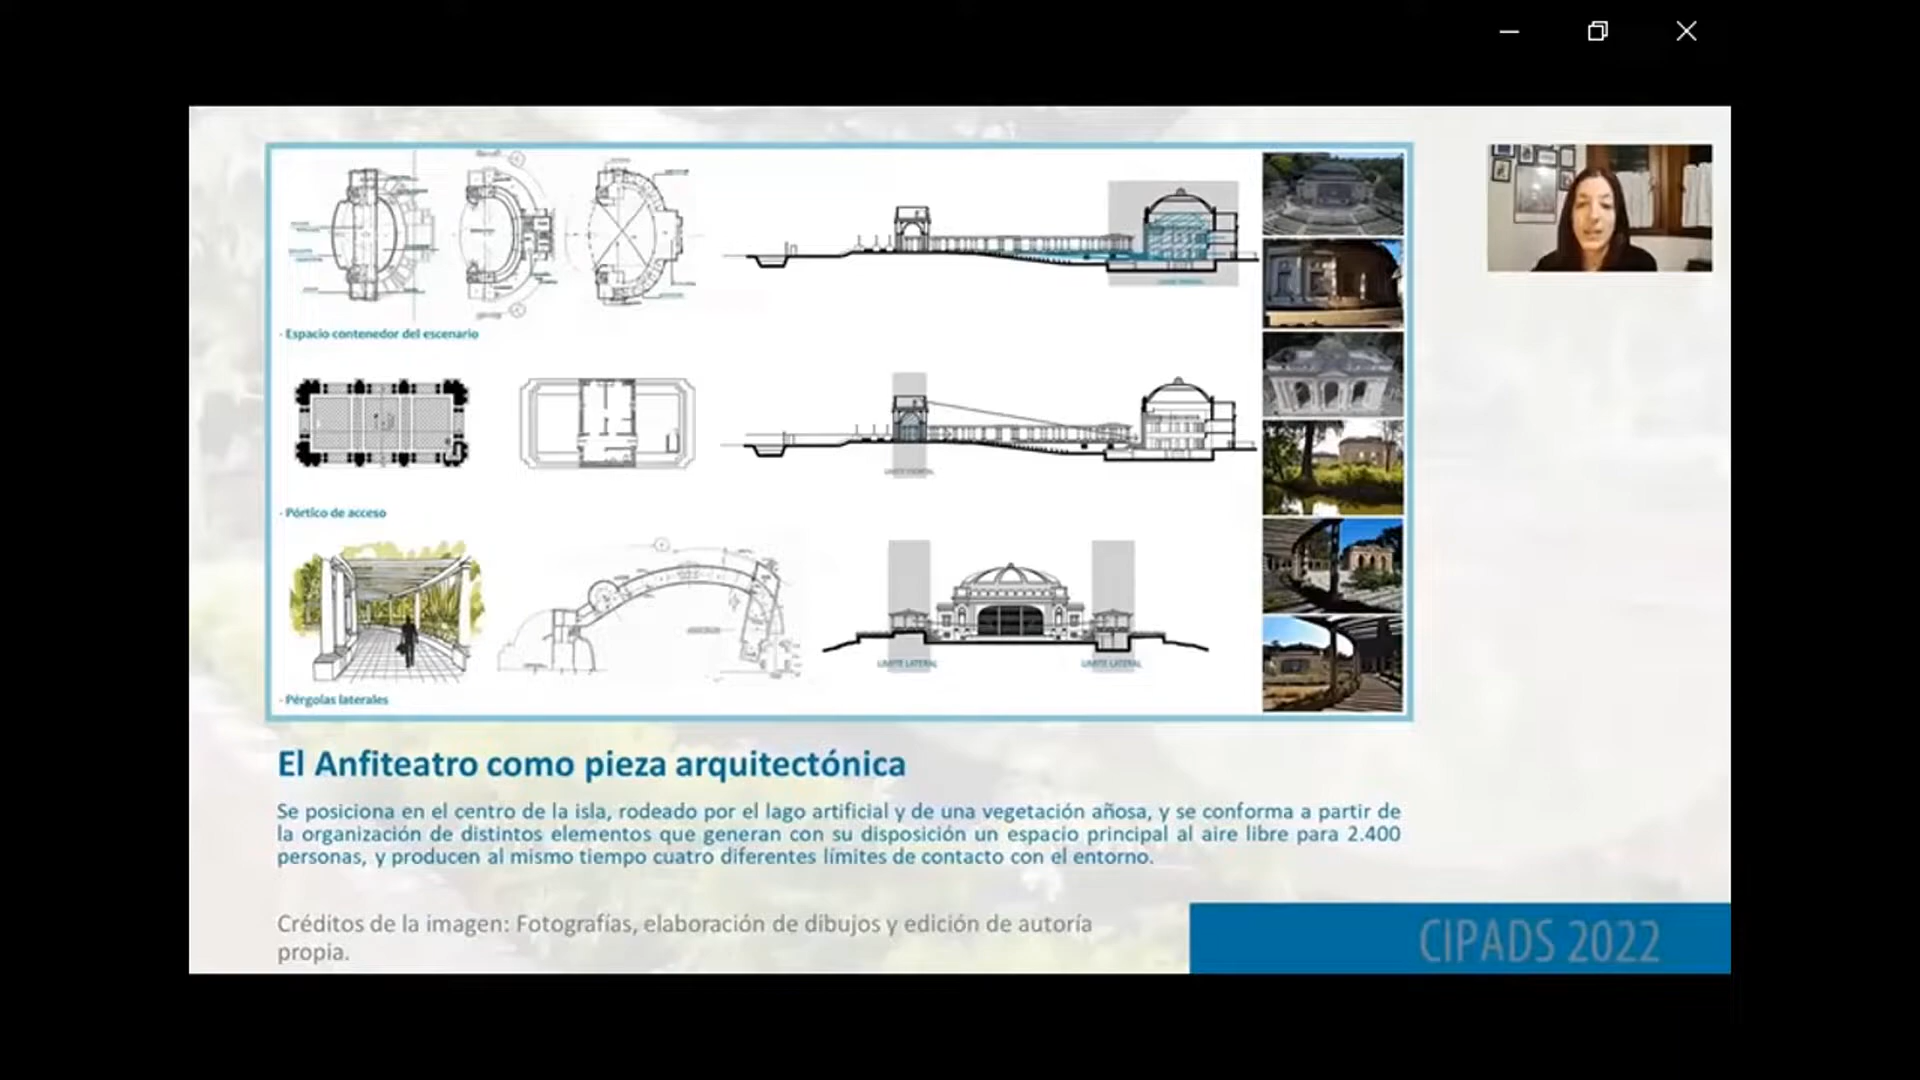 - Espacio contenedor del escenario
- Pórtico de acceso
LIMITE LATERAL
LIMITE LATERAL
- Pérgolas laterales
El Anfiteatro como pieza arquitectónica
Se posiciona en el centro de la isla, rodeado por el lago artificial y de una vegetación añosa, y se conforma a partir de
la organización de distintos elementos que generan con su disposición un espacio principal al aire libre para 2.400
personas, y producen al mismo tiempo cuatro diferentes límites de contacto con el entorno.
Créditos de la imagen: Fotografías, elaboración de dibujos y edición de autoría
propia.
CIPADS 2022